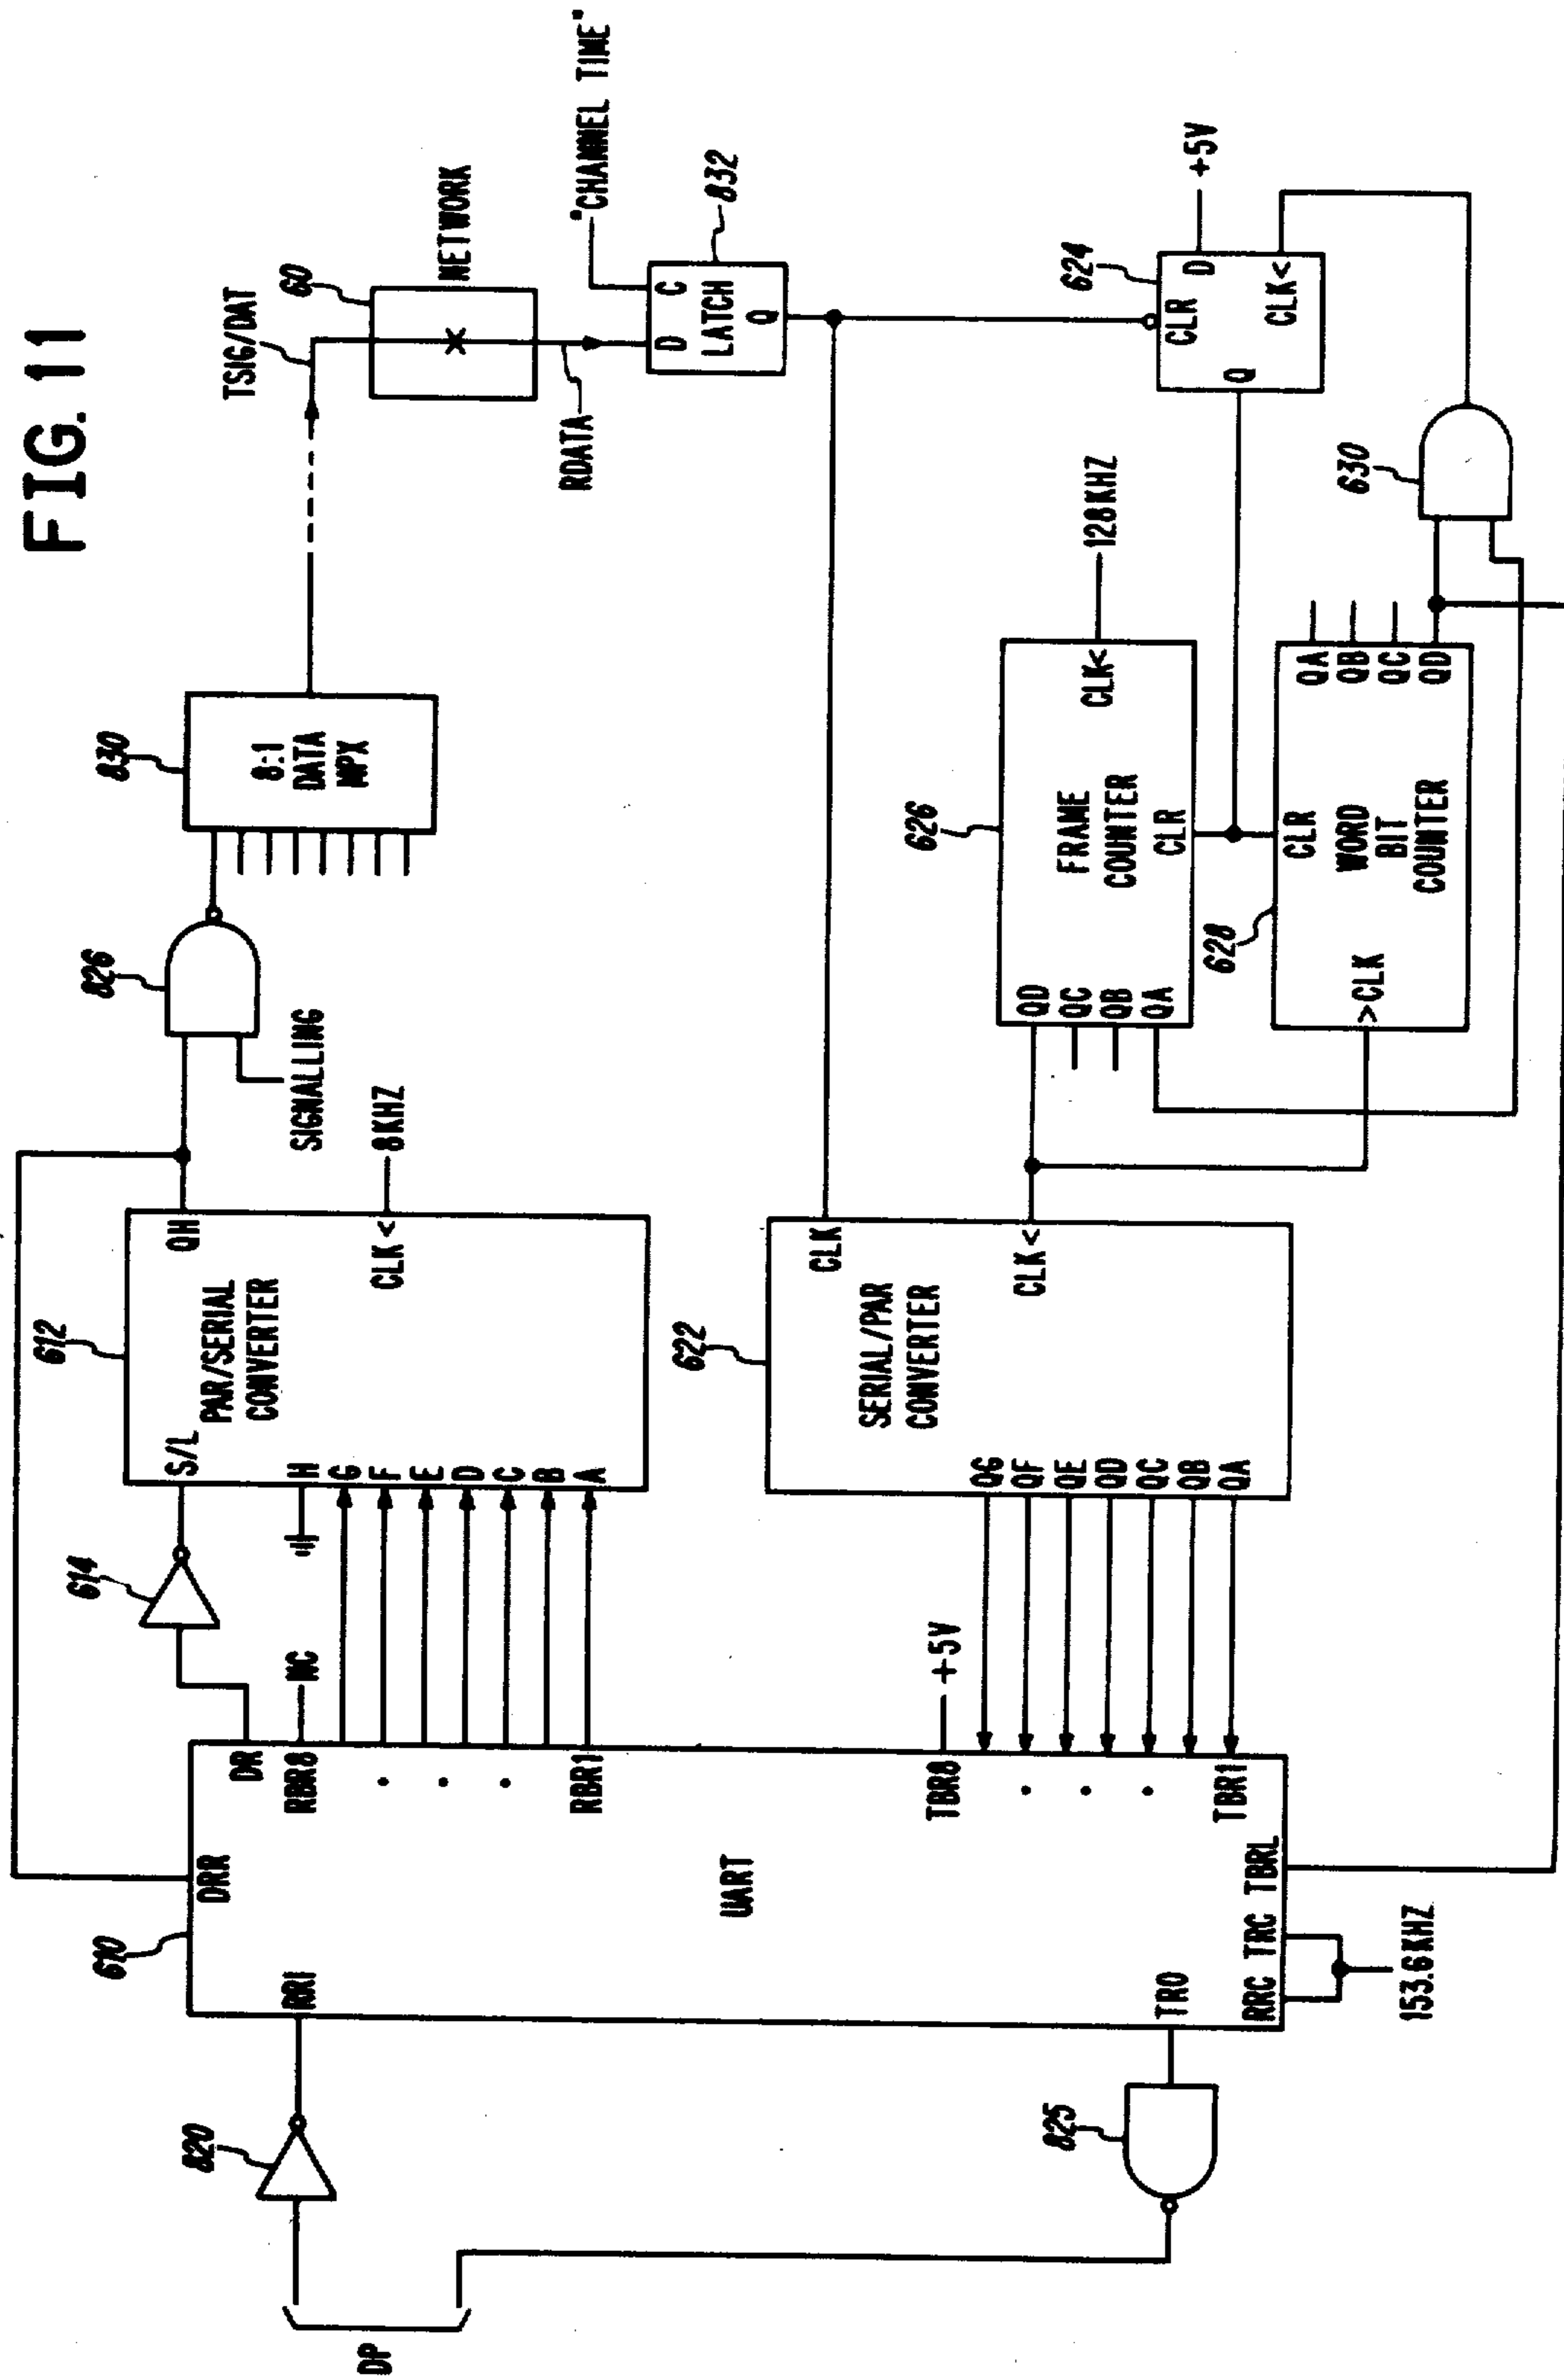 FIG. 11
DP
820
825
610
RRI
DRR
DR
RBR8
NC
RBR1
UART
TBR8
+5V
TBR1
TRO
RRC TRC TBRL
153.6KHZ
614
612
S/L
PAR/SERIAL
CONVERTER
QH
H
G
F
E
D
C
B
A
CLK <
8KHZ
SIGNALLING
826
830
8:1
DATA
MPX
TSIG/DAT
60
NETWORK
RDATA
"CHANNEL TIME"
D C
LATCH
Q
832
622
SERIAL/PAR
CONVERTER
CLK
CLK <
QG
QF
QE
QD
QC
QB
QA
626
FRAME
COUNTER
QD
QC
QB
QA
CLR
CLK<
128KHZ
628
CLR
WORD
BIT
COUNTER
>CLK
QA
QB
QC
QD
624
CLR
D
+5V
Q
CLK<
630